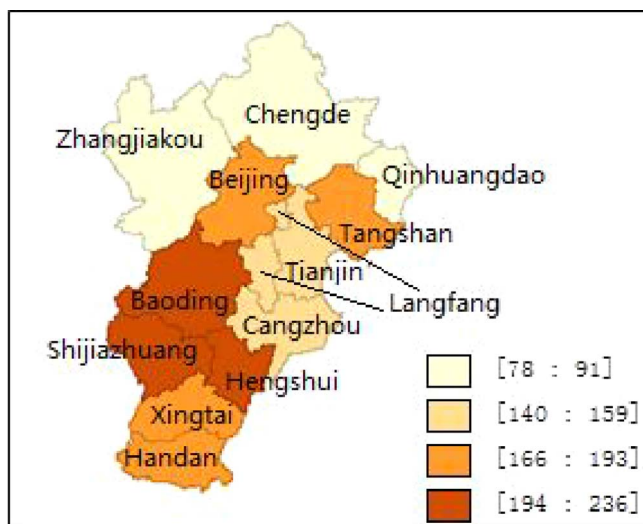 Chengde
Zhangjiakou
Beijing
Qinhuangdao
Tangshan
Tianjin
Baoding
Langfang
Cangzhou
Shijiazhuang
Hengshui
Xingtai
Handan
[78 : 91]
[140 : 159]
[166 : 193]
[194 : 236]